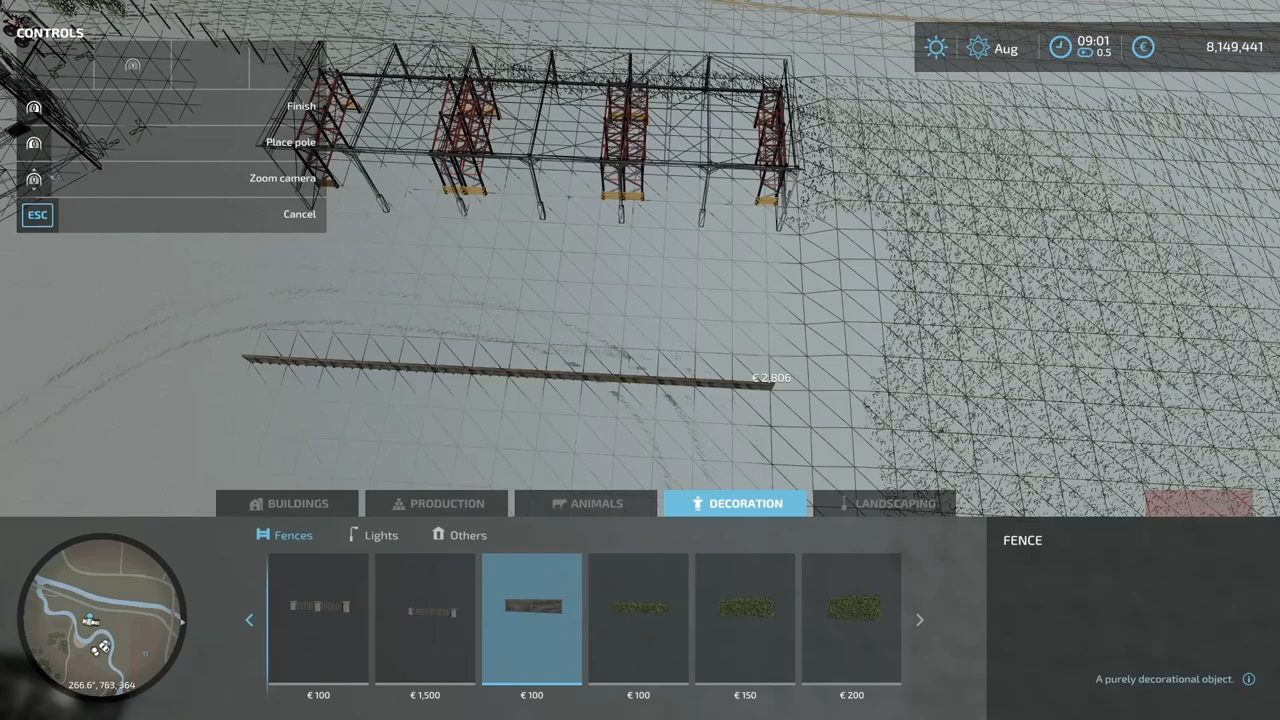 CONTROLS
Finish
Place pole
Zoom camera
ESC
Cancel
Aug
09:01
0.5
€
8,149,441
€ 2,806
BUILDINGS
PRODUCTION
ANIMALS
DECORATION
LANDSCAPING
Fences
Lights
Others
FENCE
€ 100
€ 1,500
€ 100
€ 100
€ 150
€ 200
11
266.6°, 763, 364
A purely decorational object.